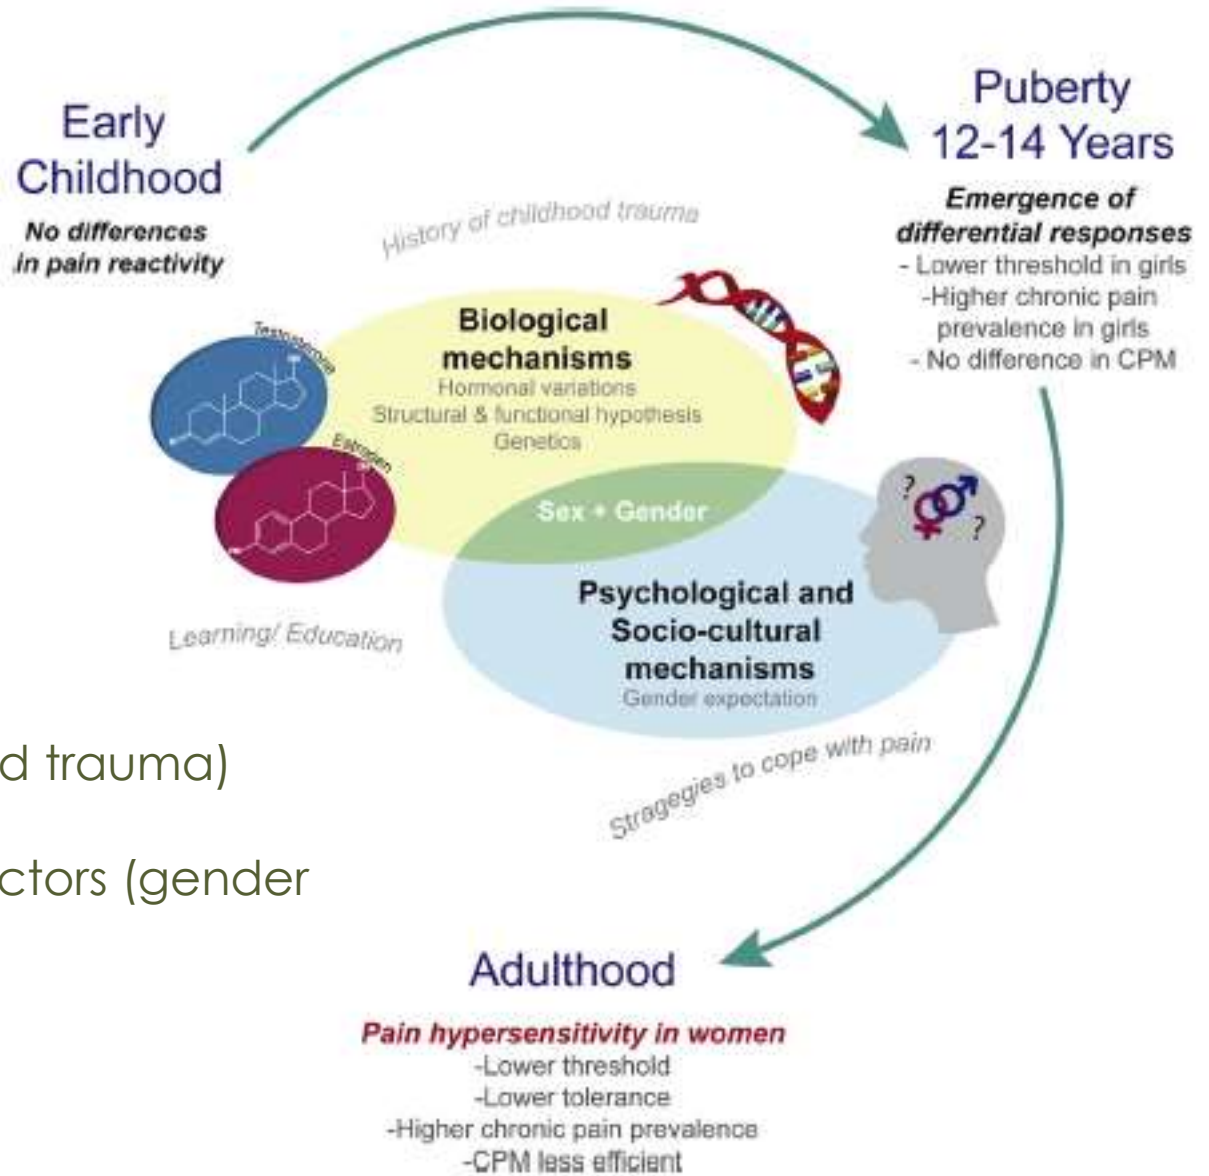 Early
Childhood
No differences
in pain reactivity
Puberty
12-14 Years
Emergence of
differential responses
- Lower threshold in girls
-Higher chronic pain
prevalence in girls
- No difference in CPM
History of childhood trauma
Testosterone
Estrogen
Biological
mechanisms
Hormonal variations
Structural & functional hypothesis
Genetics
Sex + Gender
? ?
Psychological and
Socio-cultural
mechanisms
Gender expectation
Learning/ Education
Stragegies to cope with pain
d trauma)
ctors (gender
Adulthood
Pain hypersensitivity in women
-Lower threshold
-Lower tolerance
-Higher chronic pain prevalence
-CPM less efficient